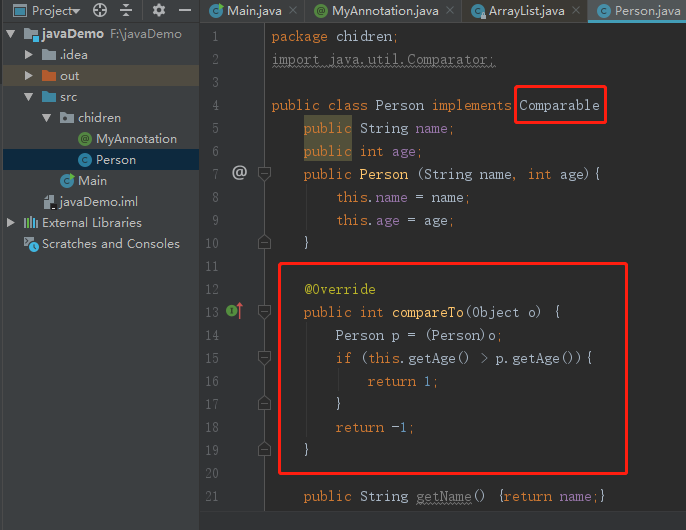 Project
Main.java
MyAnnotation.java
ArrayList.java
Person.java
javaDemo F:\javaDemo
.idea
out
src
chidren
MyAnnotation
Person
Main
javaDemo.iml
External Libraries
Scratches and Consoles
1 package chidren;
2 import java.util.Comparator;
3
4 public class Person implements Comparable
5 public String name;
6 public int age;
7 @ public Person (String name, int age){
8 this.name = name;
9 this.age = age;
10 }
11
12 @Override
13 public int compareTo(Object o) {
14 Person p = (Person)o;
15 if (this.getAge() > p.getAge()){
16 return 1;
17 }
18 return -1;
19 }
20
21 public String getName() {return name;}